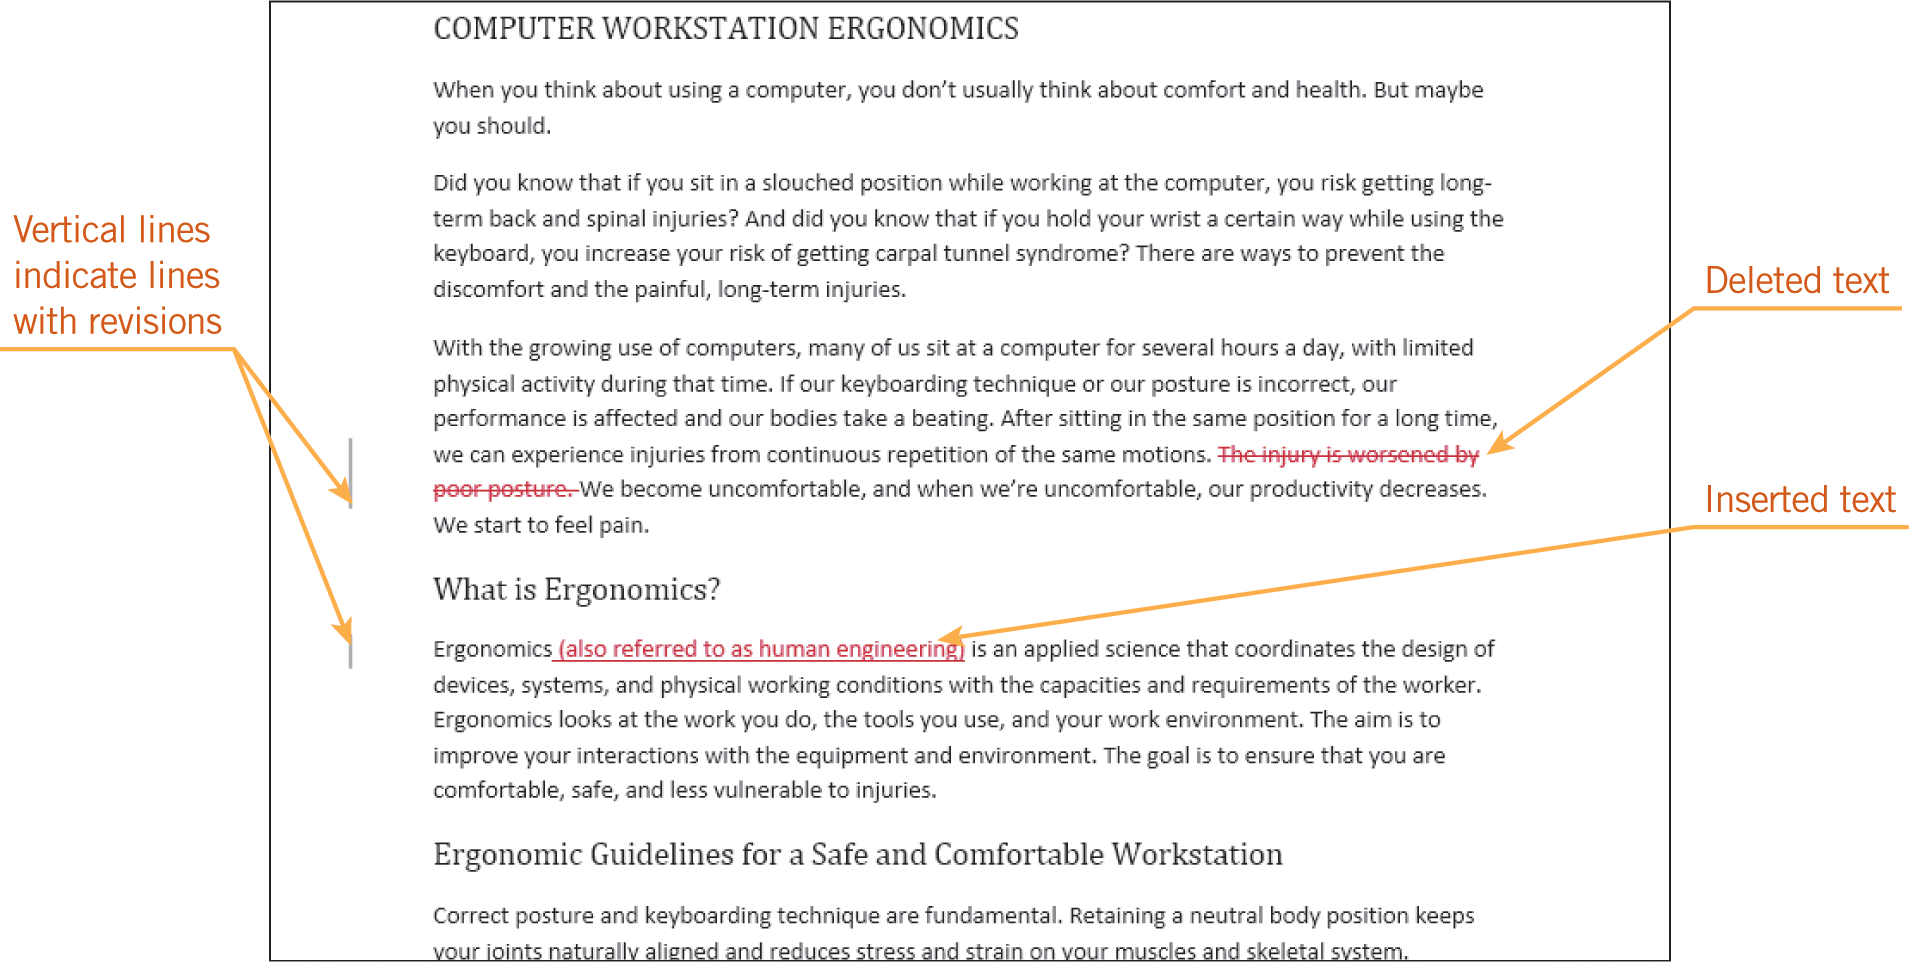 COMPUTER WORKSTATION ERGONOMICS
When you think about using a computer, you don’t usually think about comfort and health. But maybe
you should.
Did you know that if you sit in a slouched position while working at the computer, you risk getting long-
term back and spinal injuries? And did you know that if you hold your wrist a certain way while using the
keyboard, you increase your risk of getting carpal tunnel syndrome? There are ways to prevent the
discomfort and the painful, long-term injuries.
With the growing use of computers, many of us sit at a computer for several hours a day, with limited
physical activity during that time. If our keyboarding technique or our posture is incorrect, our
performance is affected and our bodies take a beating. After sitting in the same position for a long time,
we can experience injuries from continuous repetition of the same motions. The injury is worsened by
poor posture. We become uncomfortable, and when we’re uncomfortable, our productivity decreases.
We start to feel pain.
What is Ergonomics?
Ergonomics (also referred to as human engineering) is an applied science that coordinates the design of
devices, systems, and physical working conditions with the capacities and requirements of the worker.
Ergonomics looks at the work you do, the tools you use, and your work environment. The aim is to
improve your interactions with the equipment and environment. The goal is to ensure that you are
comfortable, safe, and less vulnerable to injuries.
Ergonomic Guidelines for a Safe and Comfortable Workstation
Correct posture and keyboarding technique are fundamental. Retaining a neutral body position keeps
your joints naturally aligned and reduces stress and strain on your muscles and skeletal system.
Vertical lines
indicate lines
with revisions
Deleted text
Inserted text